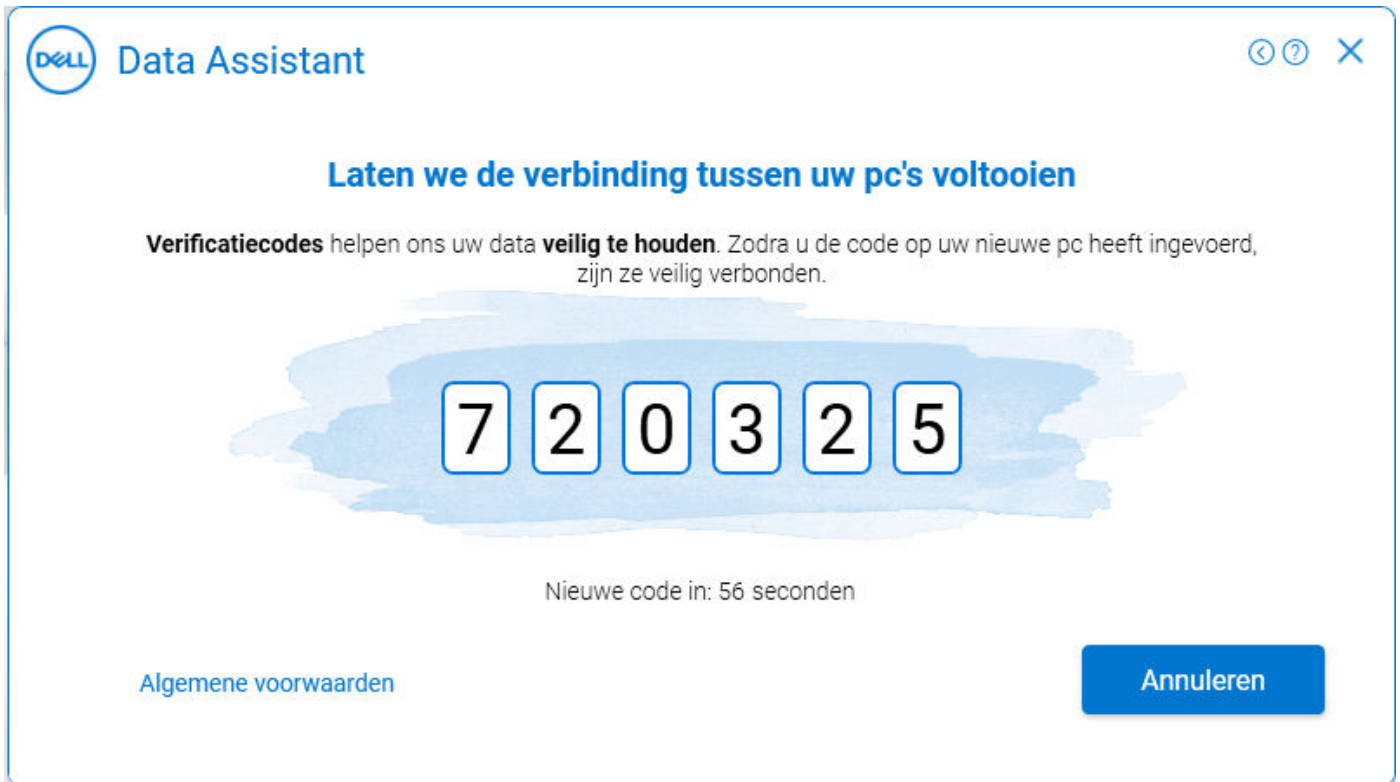 DELL Data Assistant
Laten we de verbinding tussen uw pc's voltooien
Verificatiecodes helpen ons uw data veilig te houden. Zodra u de code op uw nieuwe pc heeft ingevoerd,
zijn ze veilig verbonden.
7 2 0 3 2 5
Nieuwe code in: 56 seconden
Algemene voorwaarden
Annuleren